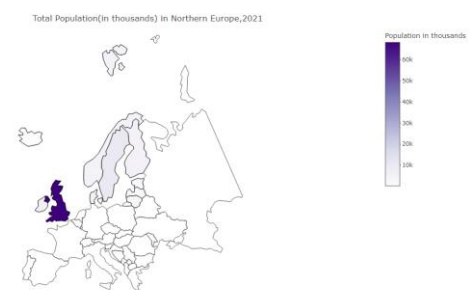 Total Population(in thousands) in Northern Europe,2021
Population in thousands
60k
50k
40k
30k
20k
10k